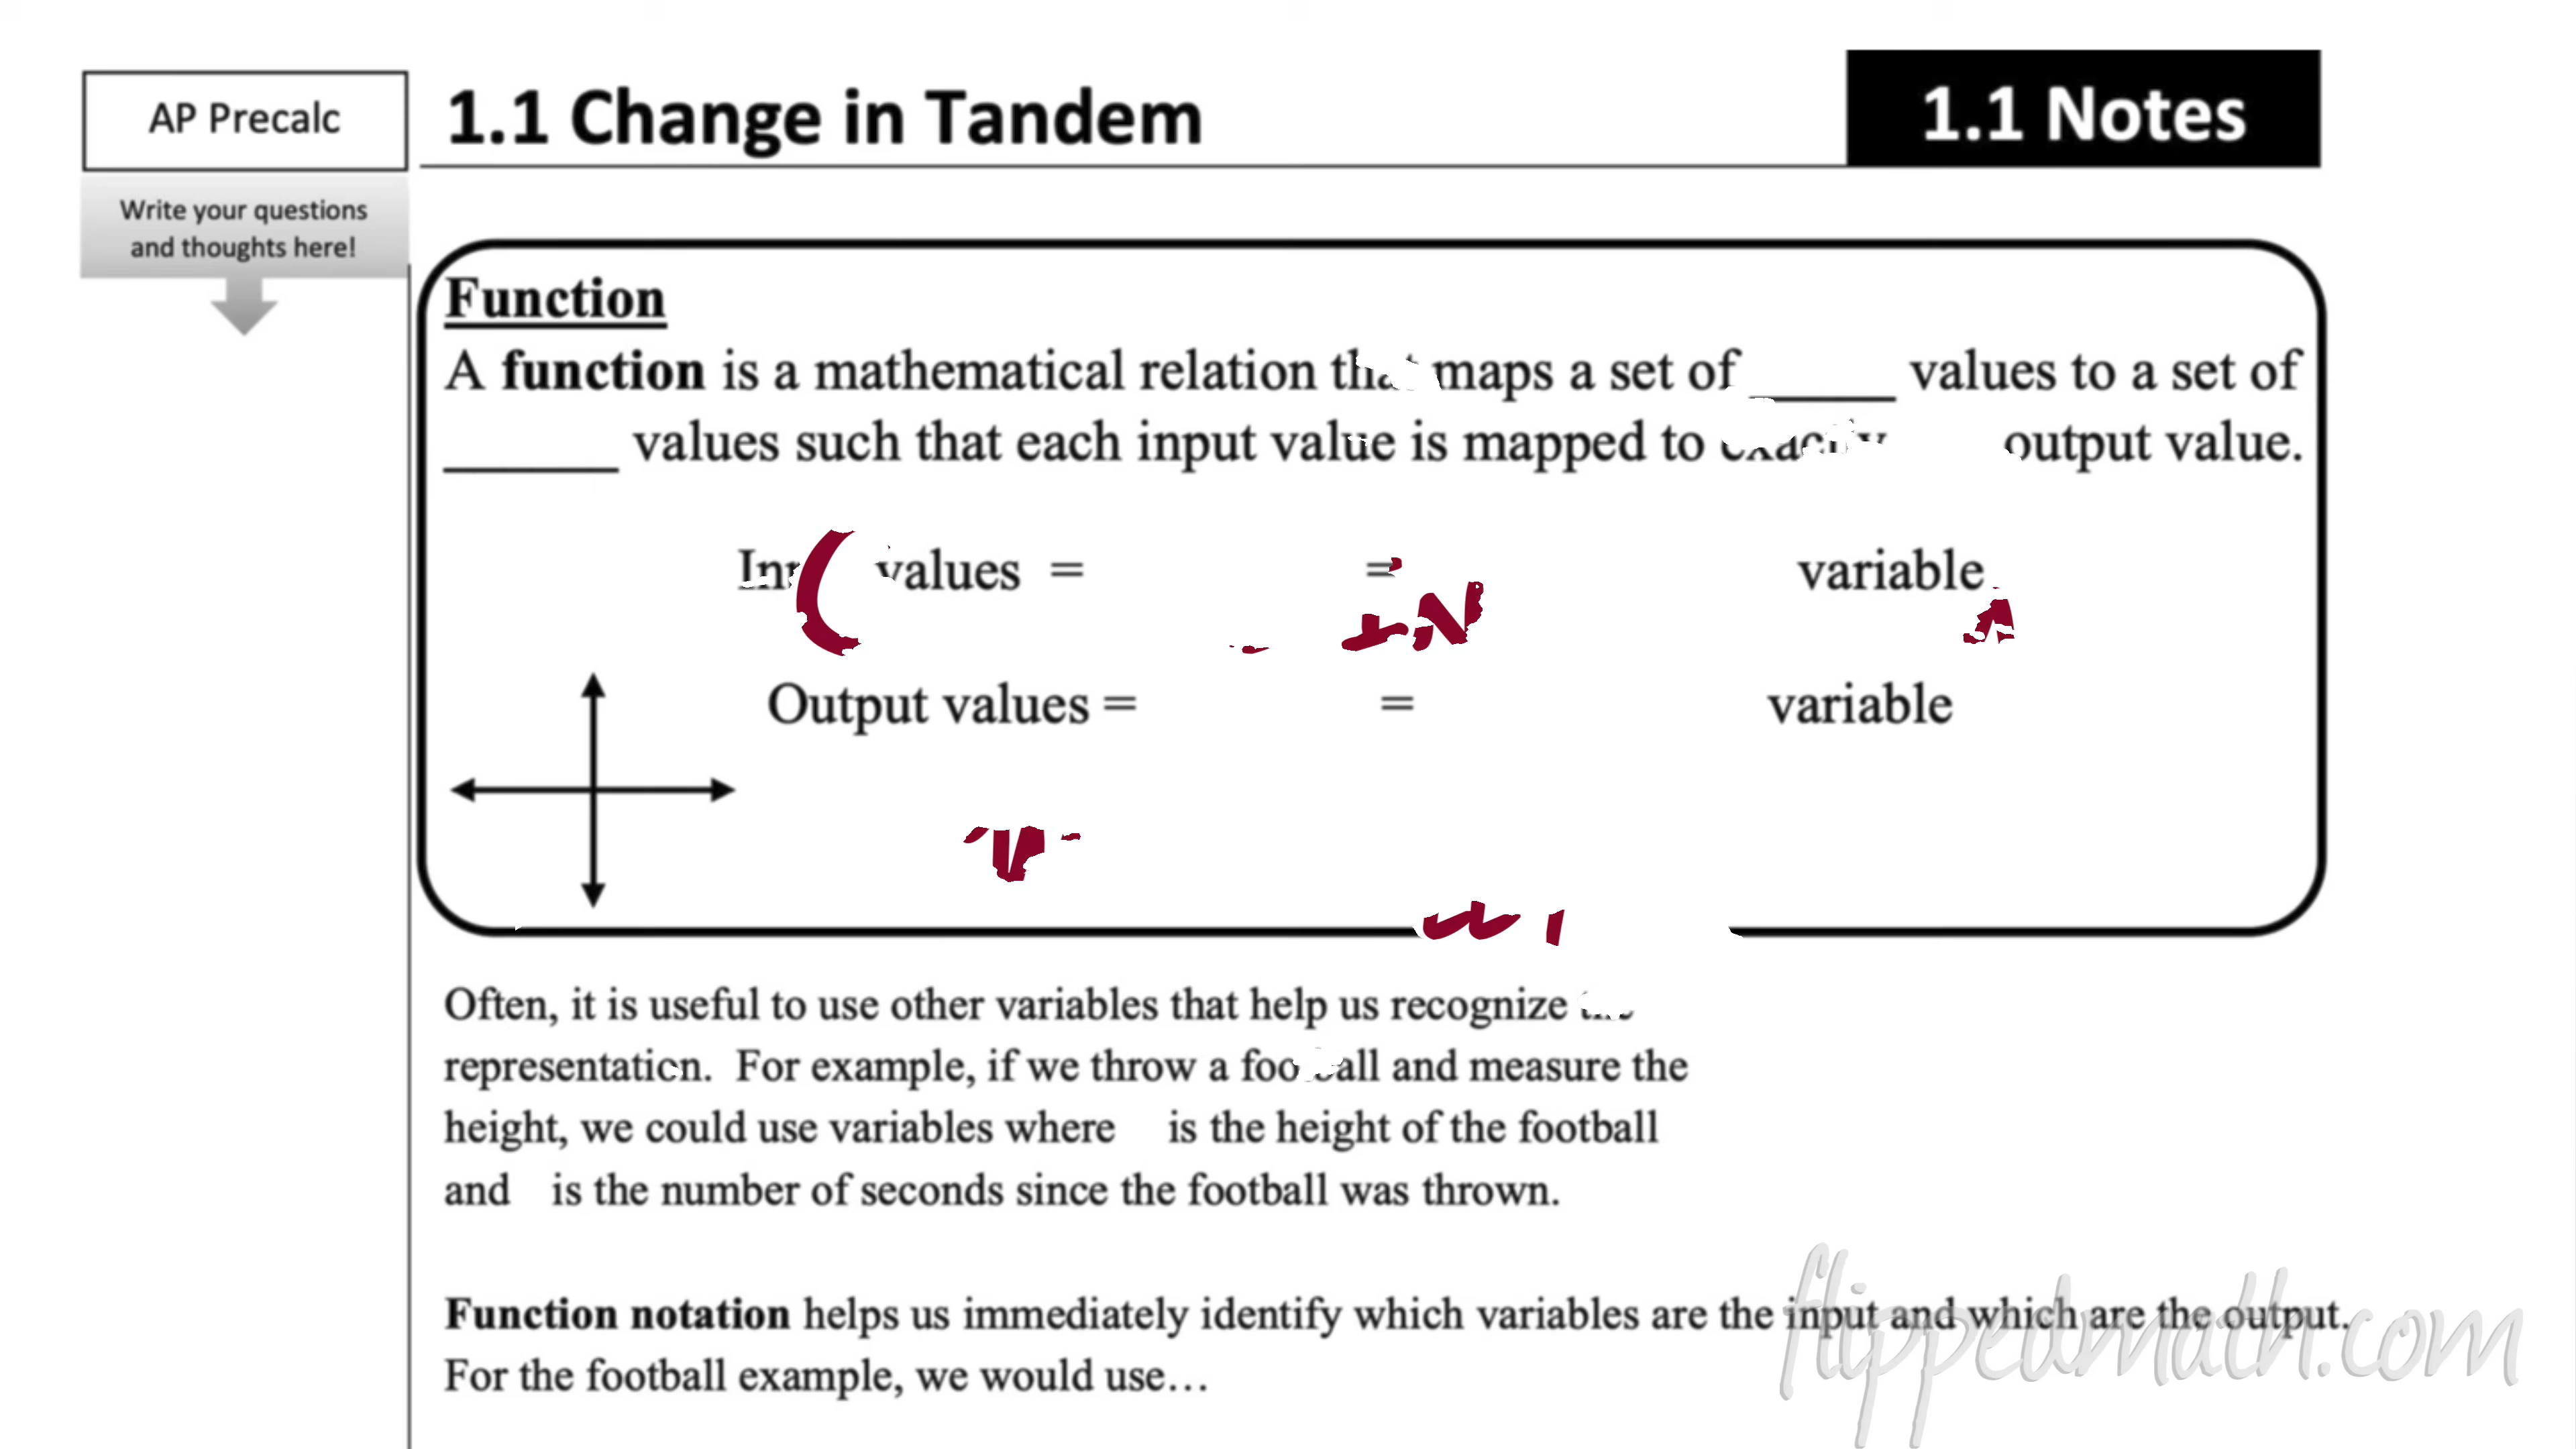 AP Precalc
1.1 Change in Tandem
1.1 Notes
Write your questions
and thoughts here!
Function
A function is a mathematical relation that maps a set of _____ values to a set of
______ values such that each input value is mapped to exactly output value.
values = = variable
Output values = = variable
Often, it is useful to use other variables that help us recognize
representation. For example, if we throw a football and measure the
height, we could use variables where is the height of the football
and is the number of seconds since the football was thrown.
Function notation helps us immediately identify which variables are the input and which are the output.
For the football example, we would use...
flippedmath.com